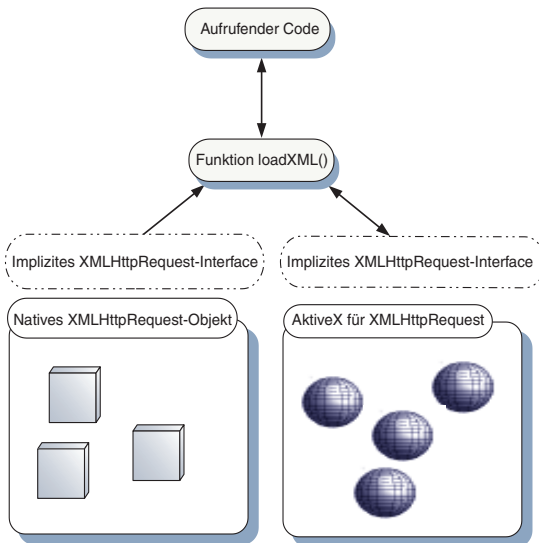 Aufrufender Code
Funktion loadXML()
Implizites XMLHttpRequest-Interface
Implizites XMLHttpRequest-Interface
Natives XMLHttpRequest-Objekt
AktiveX für XMLHttpRequest